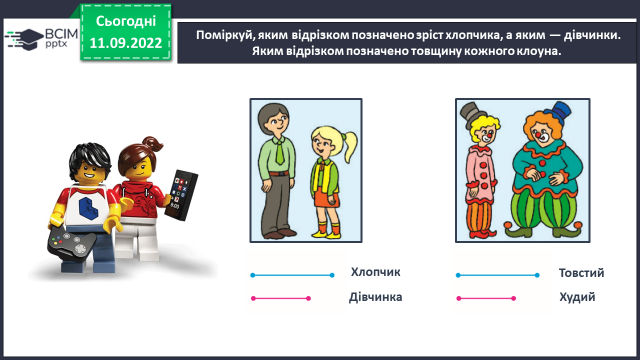 ВСІМ
pptx
Сьогодні
11.09.2022
Поміркуй, яким відрізком позначено зріст хлопчика, а яким — дівчинки.
Яким відрізком позначено товщину кожного клоуна.
Хлопчик
Товстий
Дівчинка
Худий